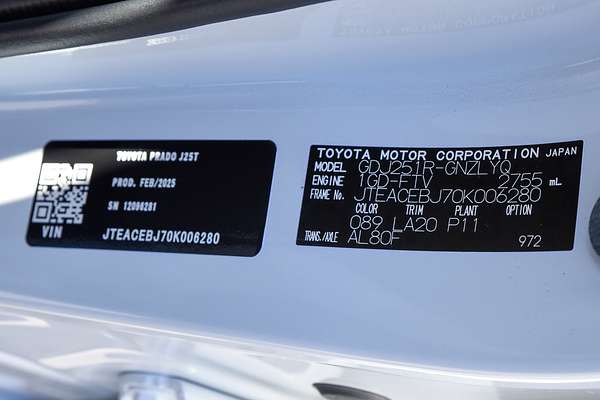 TOYOTA PRADO J25T
PROD. FEB/2025
SN 12096281
VIN JTEACEBJ70K006280
TOYOTA MOTOR CORPORATION JAPAN
MODEL GDJ251R-GNZLYQ
ENGINE 1GD-FTV 2755 mL
FRAME No. JTEACEBJ70K006280
COLOR TRIM PLANT OPTION
089 LA20 P11
TRANS./AXLE AL80F
972